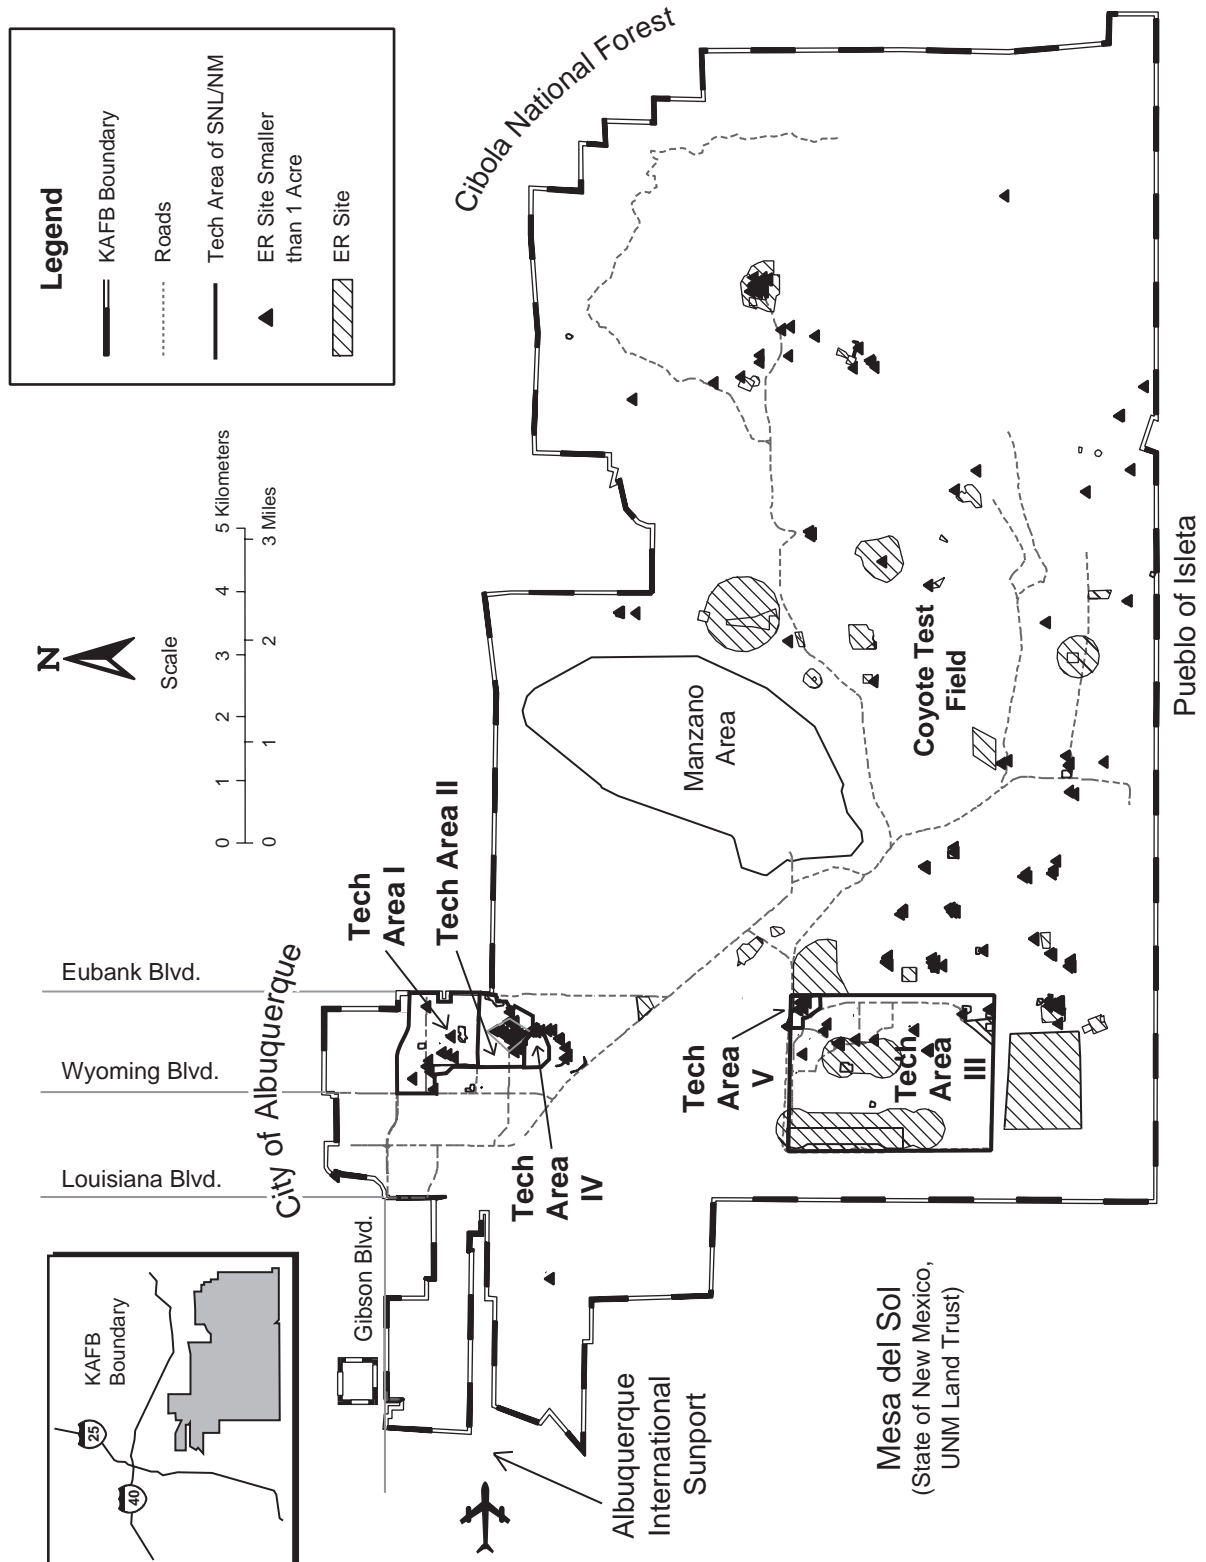 Legend
KAFB Boundary
Roads
Tech Area of SNL/NM
ER Site Smaller
than 1 Acre
ER Site
N
Scale
0 1 2 3 4 5 Kilometers
0 1 2 3 Miles
Cibola National Forest
City of Albuquerque
Eubank Blvd.
Wyoming Blvd.
Louisiana Blvd.
Gibson Blvd.
Tech
Area I
Tech Area II
Tech
Area
IV
Manzano
Area
Tech
Area
V
Tech
Area
III
Coyote Test
Field
Pueblo of Isleta
Albuquerque
International
Sunport
Mesa del Sol
(State of New Mexico,
UNM Land Trust)
KAFB
Boundary
25
40